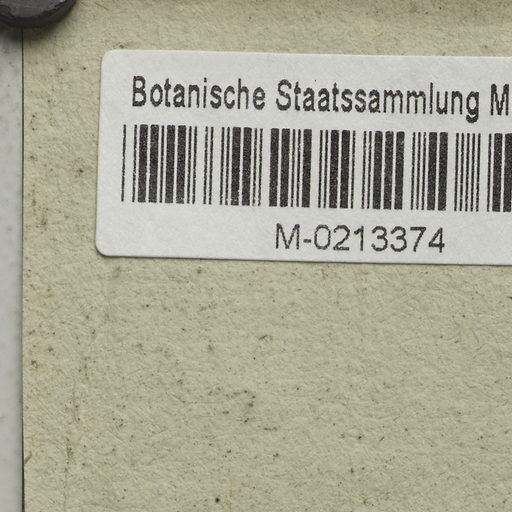 Botanische Staatssammlung M
M-0213374